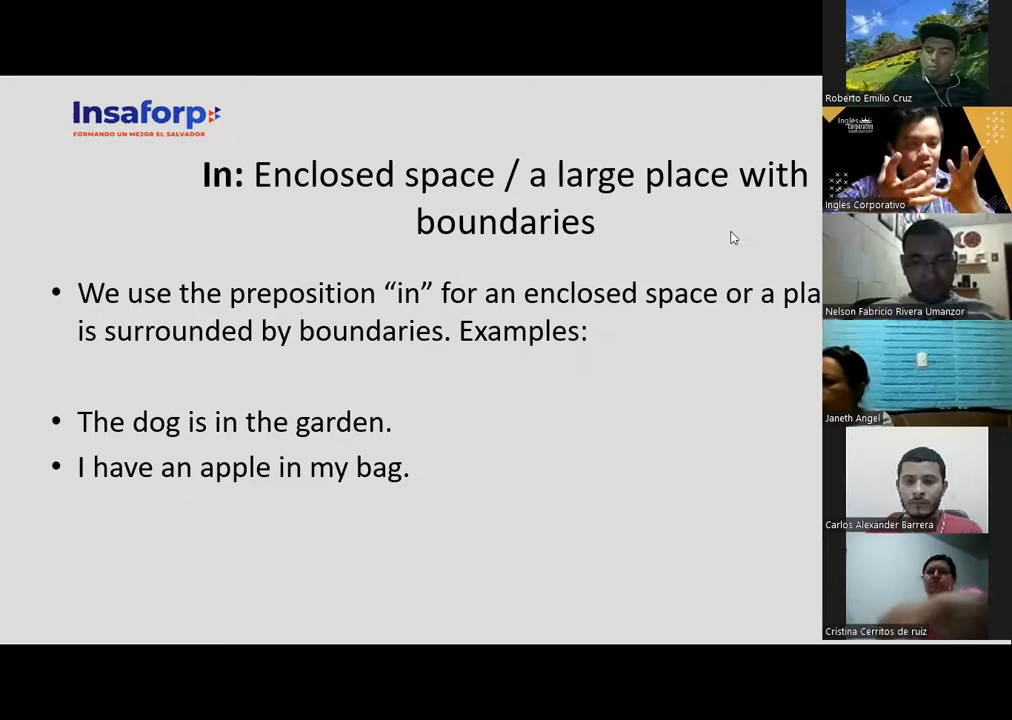 Insaforp
FORMANDO UN MEJOR EL SALVADOR
In: Enclosed space / a large place with
boundaries
• We use the preposition “in” for an enclosed space or a pla
is surrounded by boundaries. Examples:
• The dog is in the garden.
• I have an apple in my bag.
Roberto Emilio Cruz
Inglés
Corporativo
Ingles Corporativo
Nelson Fabricio Rivera Umanzor
Janeth Angel
Carlos Alexander Barrera
Cristina Cerritos de ruiz